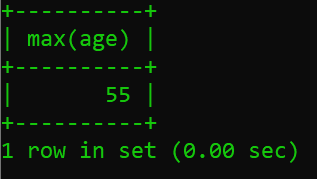 +----------+
| max(age) |
+----------+
|       55 |
+----------+
1 row in set (0.00 sec)